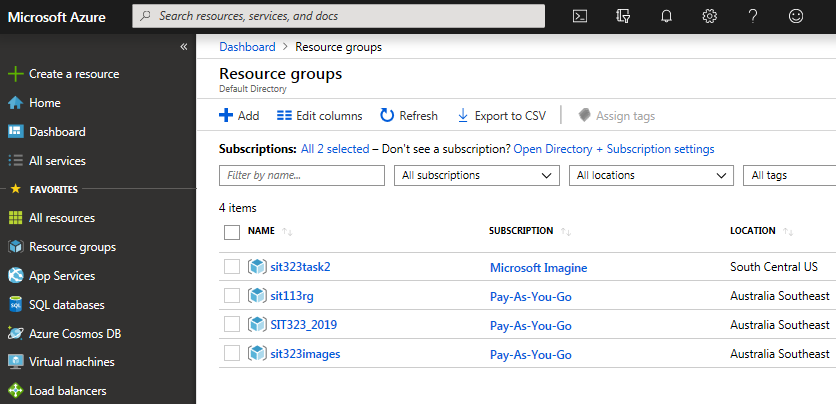 Microsoft Azure
Search resources, services, and docs
Create a resource
Home
Dashboard
All services
FAVORITES
All resources
Resource groups
App Services
SQL databases
Azure Cosmos DB
Virtual machines
Load balancers
Dashboard > Resource groups
Resource groups
Default Directory
Add Edit columns Refresh Export to CSV Assign tags
Subscriptions: All 2 selected – Don't see a subscription? Open Directory + Subscription settings
Filter by name... All subscriptions All locations All tags
4 items
NAME SUBSCRIPTION LOCATION
sit323task2 Microsoft Imagine South Central US
sit113rg Pay-As-You-Go Australia Southeast
SIT323_2019 Pay-As-You-Go Australia Southeast
sit323images Pay-As-You-Go Australia Southeast